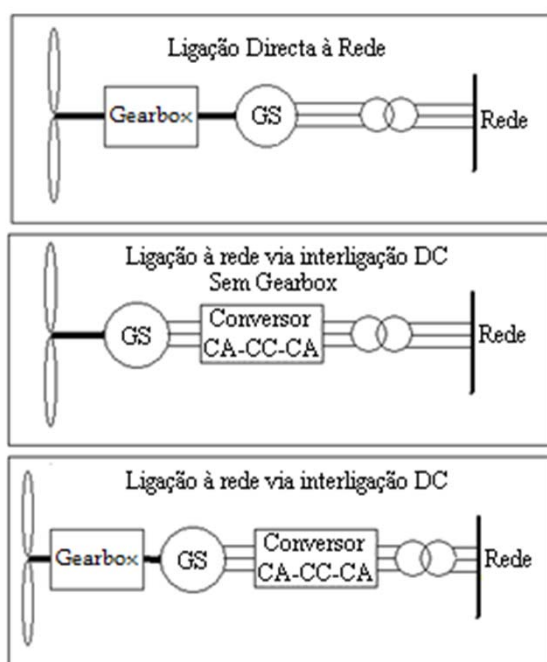 Ligação Directa à Rede
Gearbox
GS
Rede
Ligação à rede via interligação DC
Sem Gearbox
GS
Conversor
CA-CC-CA
Rede
Ligação à rede via interligação DC
Gearbox
GS
Conversor
CA-CC-CA
Rede